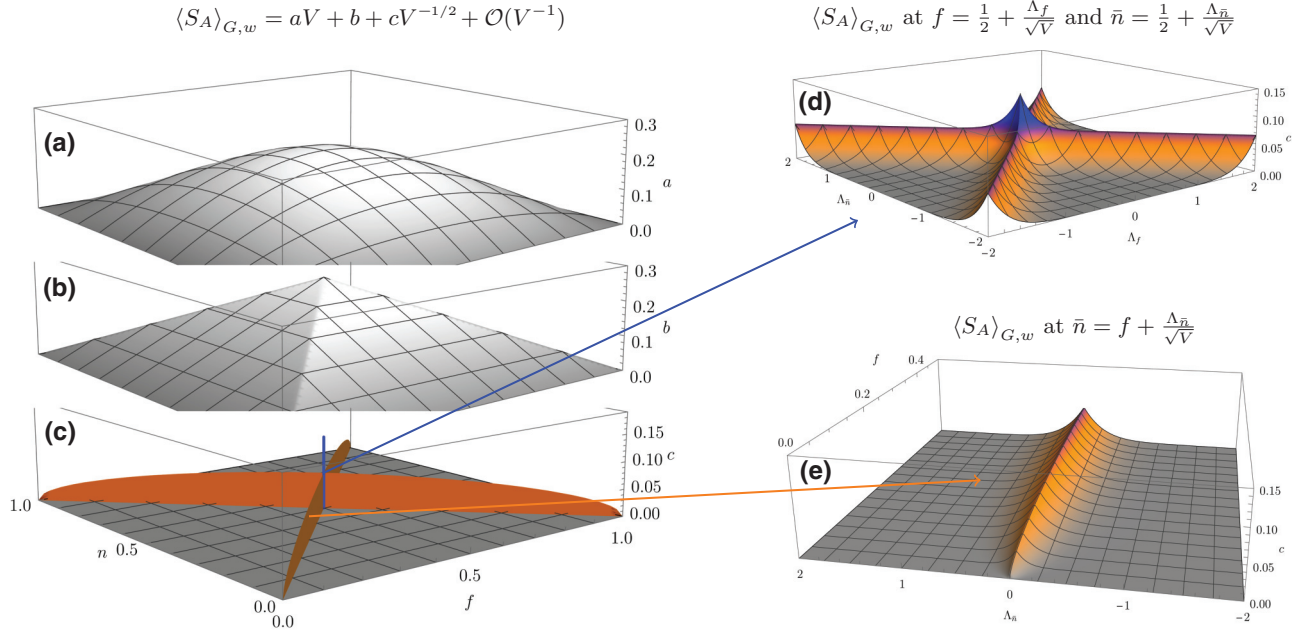 ⟨S_A⟩_{G,w} = aV + b + cV^{-1/2} + O(V^{-1})
(a)
0.3
0.2
0.1
0.0
a
(b)
0.3
0.2
0.1
0.0
b
(c)
0.15
0.10
0.05
0.00
c
1.0
n
0.5
0.0
0.0
0.5
f
1.0
⟨S_A⟩_{G,w} at f = 1/2 + Λ_f/√V and n̄ = 1/2 + Λ_n̄/√V
(d)
0.15
0.10
0.05
0.00
c
2
1
0
-1
-2
Λ_n̄
-2
-1
0
1
2
Λ_f
⟨S_A⟩_{G,w} at n̄ = f + Λ_n̄/√V
f
0.4
0.2
0.0
(e)
0.15
0.10
0.05
0.00
c
2
1
0
-1
-2
Λ_n̄